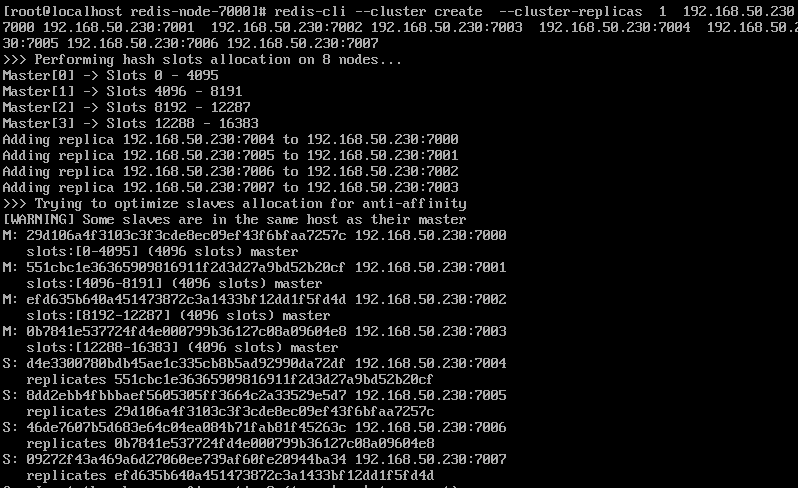 [root@localhost redis-node-7000]# redis-cli --cluster create  --cluster-replicas  1  192.168.50.230
7000 192.168.50.230:7001  192.168.50.230:7002 192.168.50.230:7003  192.168.50.230:7004  192.168.50.2
30:7005 192.168.50.230:7006 192.168.50.230:7007
>>> Performing hash slots allocation on 8 nodes...
Master[0] -> Slots 0 - 4095
Master[1] -> Slots 4096 - 8191
Master[2] -> Slots 8192 - 12287
Master[3] -> Slots 12288 - 16383
Adding replica 192.168.50.230:7004 to 192.168.50.230:7000
Adding replica 192.168.50.230:7005 to 192.168.50.230:7001
Adding replica 192.168.50.230:7006 to 192.168.50.230:7002
Adding replica 192.168.50.230:7007 to 192.168.50.230:7003
>>> Trying to optimize slaves allocation for anti-affinity
[WARNING] Some slaves are in the same host as their master
M: 29d106a4f3103c3f3cde8ec09ef43f6bfaa7257c 192.168.50.230:7000
   slots:[0-4095] (4096 slots) master
M: 551cbc1e36365909816911f2d3d27a9bd52b20cf 192.168.50.230:7001
   slots:[4096-8191] (4096 slots) master
M: efd635b640a451473872c3a1433bf12dd1f5fd4d 192.168.50.230:7002
   slots:[8192-12287] (4096 slots) master
M: 0b7841e537724fd4e000799b36127c08a09604e8 192.168.50.230:7003
   slots:[12288-16383] (4096 slots) master
S: d4e3300780bdb45ae1c335cb8b5ad92990da72df 192.168.50.230:7004
   replicates 551cbc1e36365909816911f2d3d27a9bd52b20cf
S: 8dd2ebb4fbbbaef5605305ff3664c2a33529e5d7 192.168.50.230:7005
   replicates 29d106a4f3103c3f3cde8ec09ef43f6bfaa7257c
S: 46de7607b5d683e64c04ea084b71fab81f45263c 192.168.50.230:7006
   replicates 0b7841e537724fd4e000799b36127c08a09604e8
S: 09272f43a469a6d27060ee739af60fe20944ba34 192.168.50.230:7007
   replicates efd635b640a451473872c3a1433bf12dd1f5fd4d